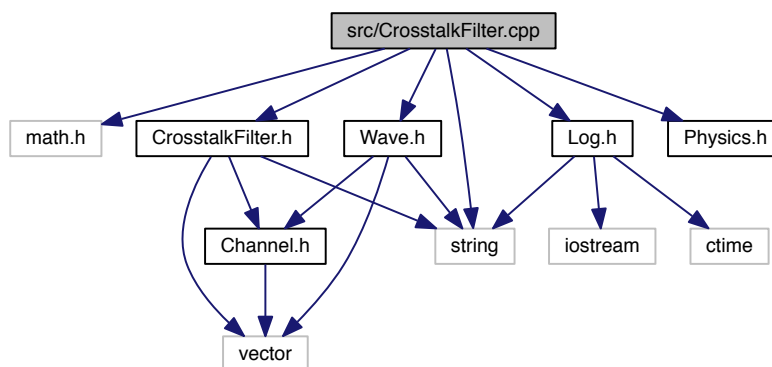 src/CrosstalkFilter.cpp
math.h CrosstalkFilter.h Wave.h Log.h Physics.h
Channel.h string iostream ctime
vector